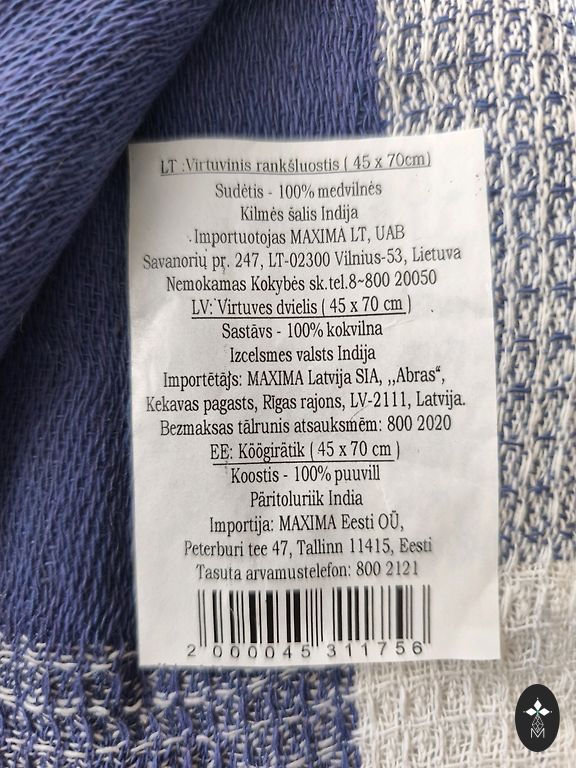 LT :Virtuvinis rankšluostis ( 45 x 70cm)
Sudėtis - 100% medvilnės
Kilmės šalis Indija
Importuotojas MAXIMA LT, UAB
Savanorių pr. 247, LT-02300 Vilnius-53, Lietuva
Nemokamas Kokybės sk.tel.8~800 20050
LV: Virtuves dvielis ( 45 x 70 cm )
Sastāvs - 100% kokvilna
Izcelsmes valsts Indija
Importētājs: MAXIMA Latvija SIA, ,,Abras“,
Kekavas pagasts, Rīgas rajons, LV-2111, Latvija.
Bezmaksas tālrunis atsauksmēm: 800 2020
EE: Köögirätik ( 45 x 70 cm )
Koostis - 100% puuvill
Päritoluriik India
Importija: MAXIMA Eesti OÜ,
Peterburi tee 47, Tallinn 11415, Eesti
Tasuta arvamustelefon: 800 2121
2 000045 311756
M